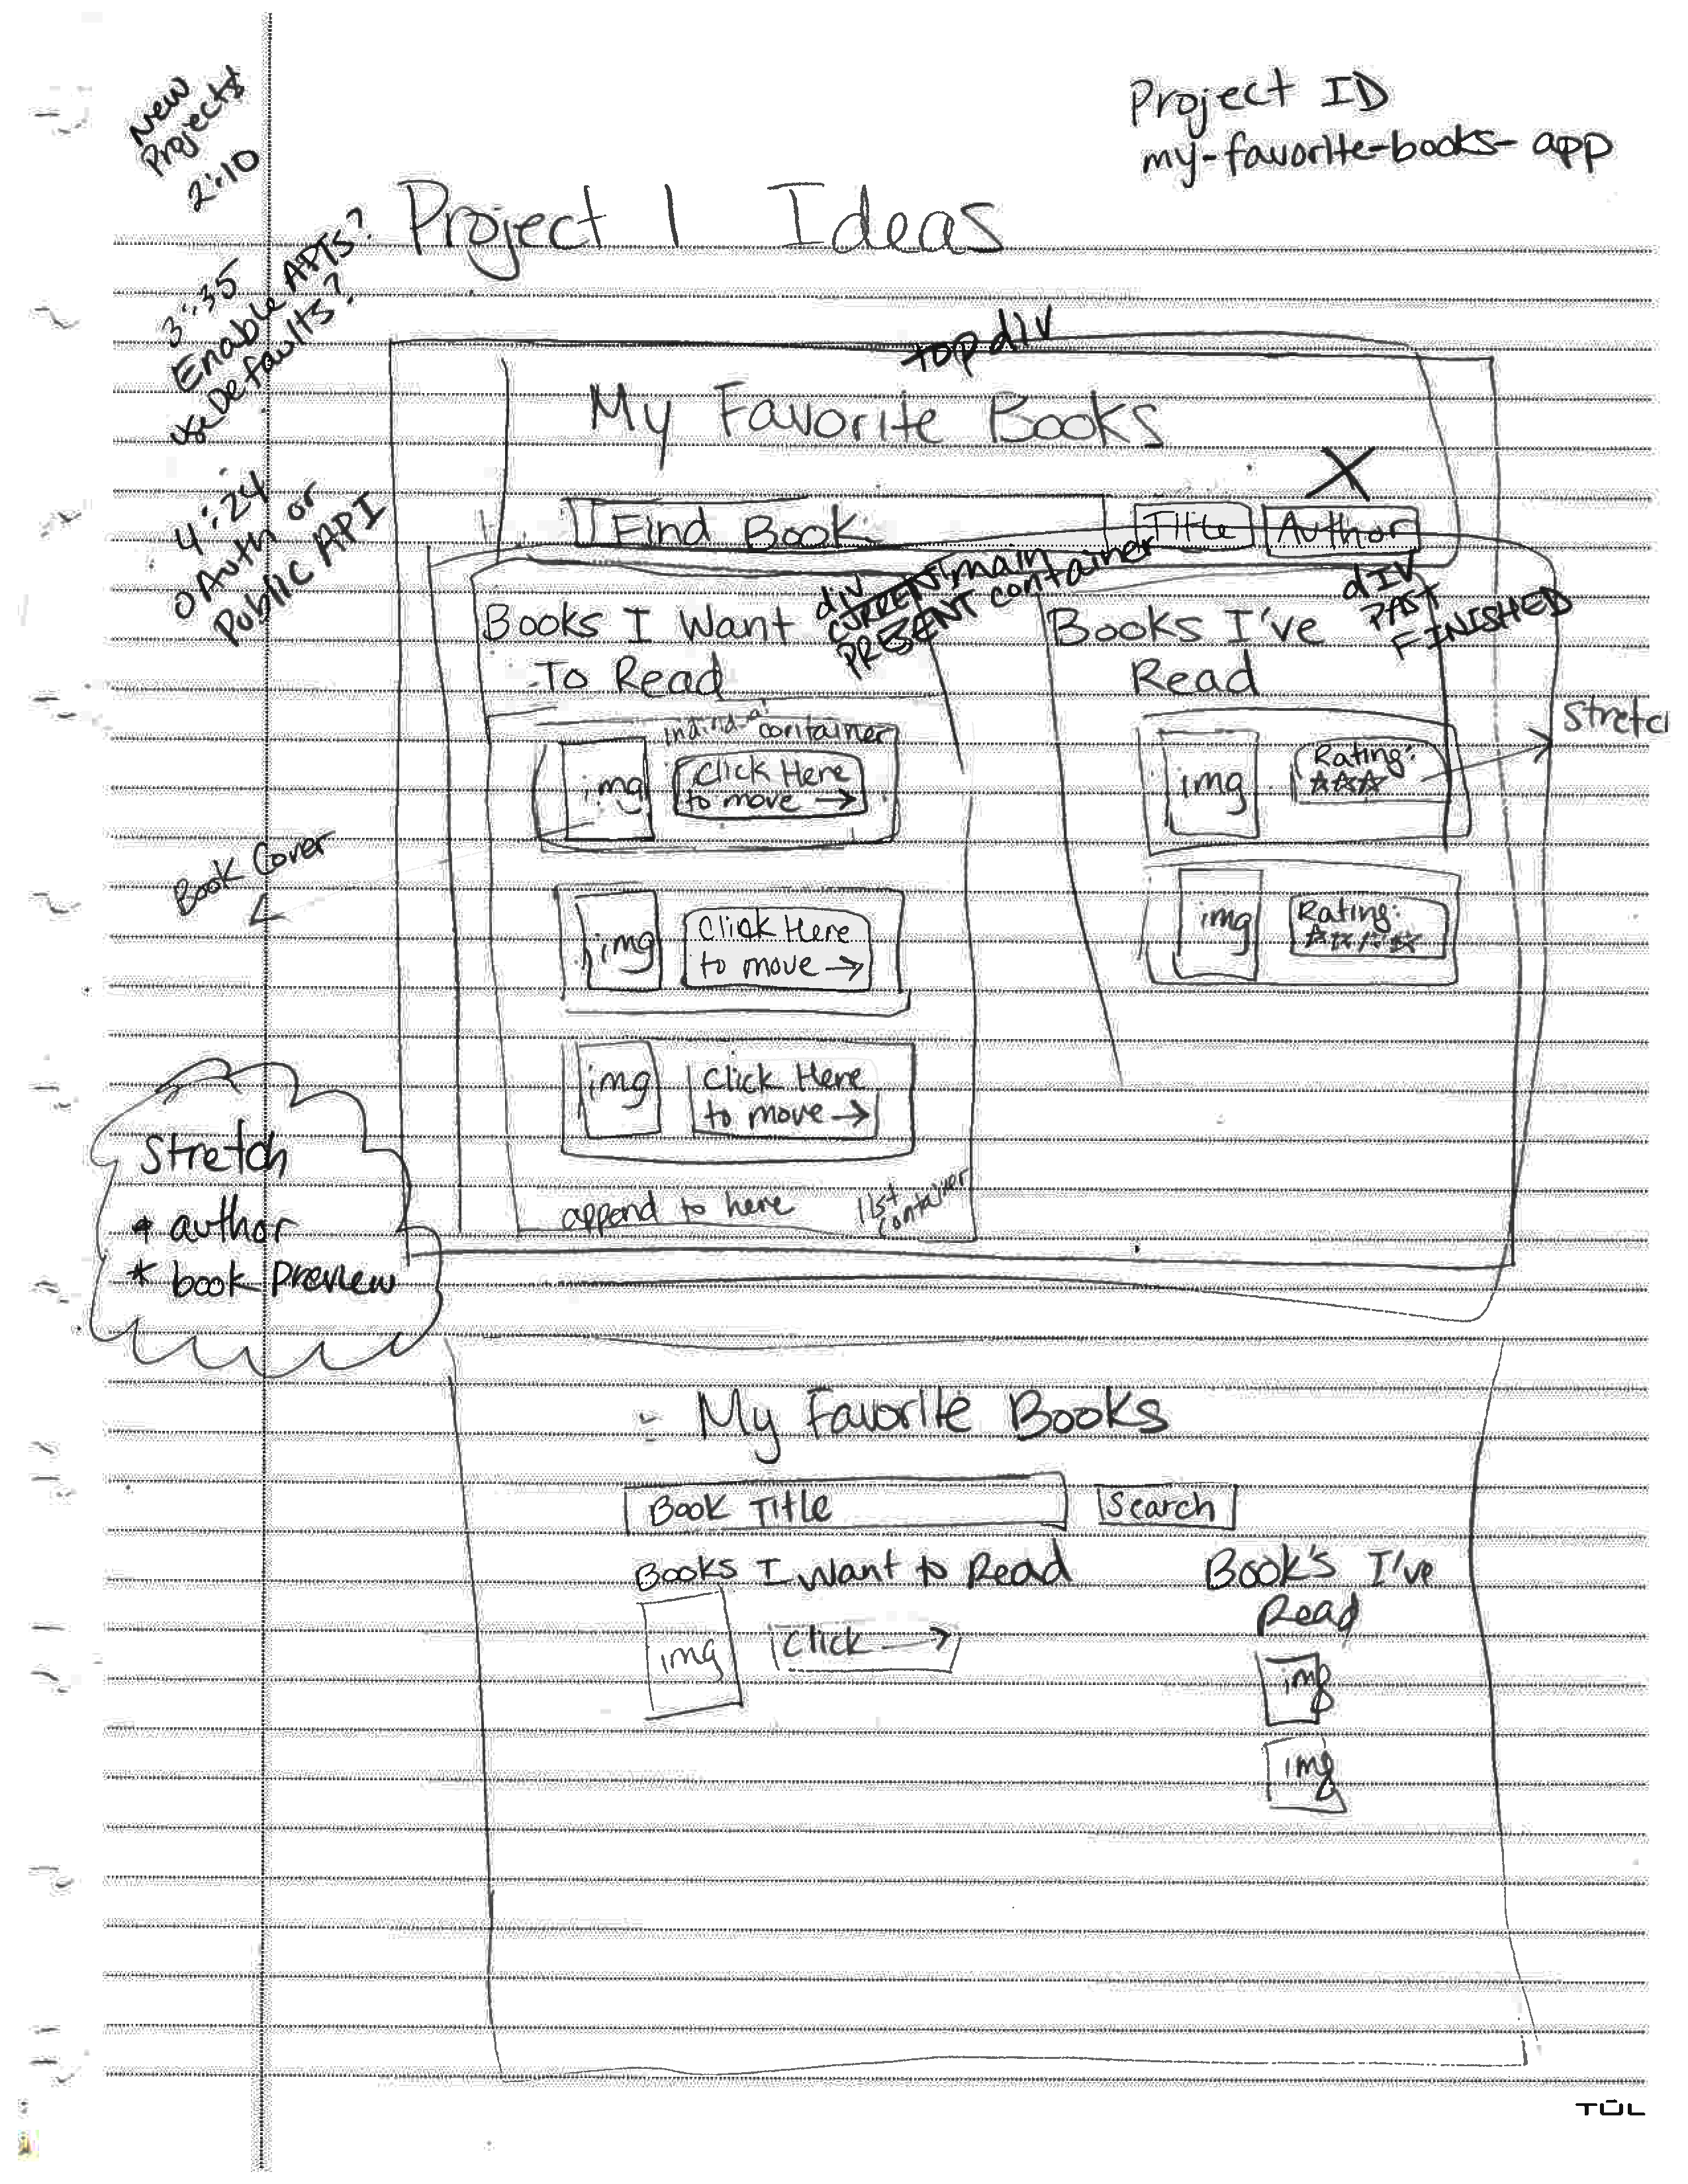 New
Projects
2:10
Project ID
my-favorite-books-app
Project 1 Ideas
3:35
Enable APIs?
Use Defaults?
4:24
OAuth or
Public API
top div
My Favorite Books
Find Book
Title
Author
X
Books I Want
To Read
div
CURRENT main
PRESENT container
Books I've
Read
div
PAST
FINISHED
individual container
img
Click Here
to move →
img
Rating:
☆☆☆
Stretch
Book Cover
img
Click Here
to move →
img
Rating:
img
Click Here
to move →
append to here
list
container
Stretch
* author
* book Preview
My Favorite Books
Book Title
Search
Books I Want to Read
Book's I've
Read
img
Click →
img
img
TÜL